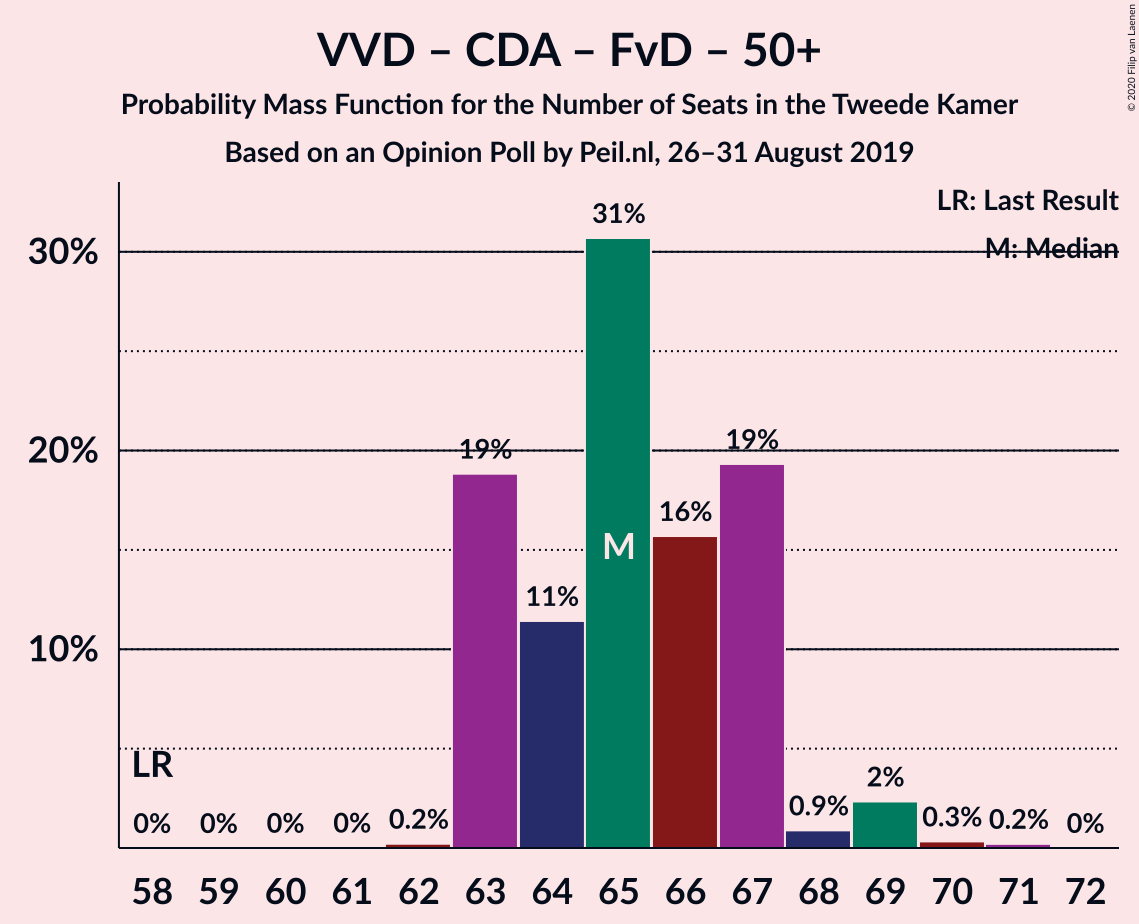 VVD – CDA – FvD – 50+
Probability Mass Function for the Number of Seats in the Tweede Kamer
Based on an Opinion Poll by Peil.nl, 26–31 August 2019
© 2020 Filip van Laenen
LR: Last Result
M: Median
30%
20%
10%
31%
19%
19%
16%
11%
M
LR
0%
0%
0%
0%
0.2%
0.9%
2%
0.3%
0.2%
0%
58 59 60 61 62 63 64 65 66 67 68 69 70 71 72